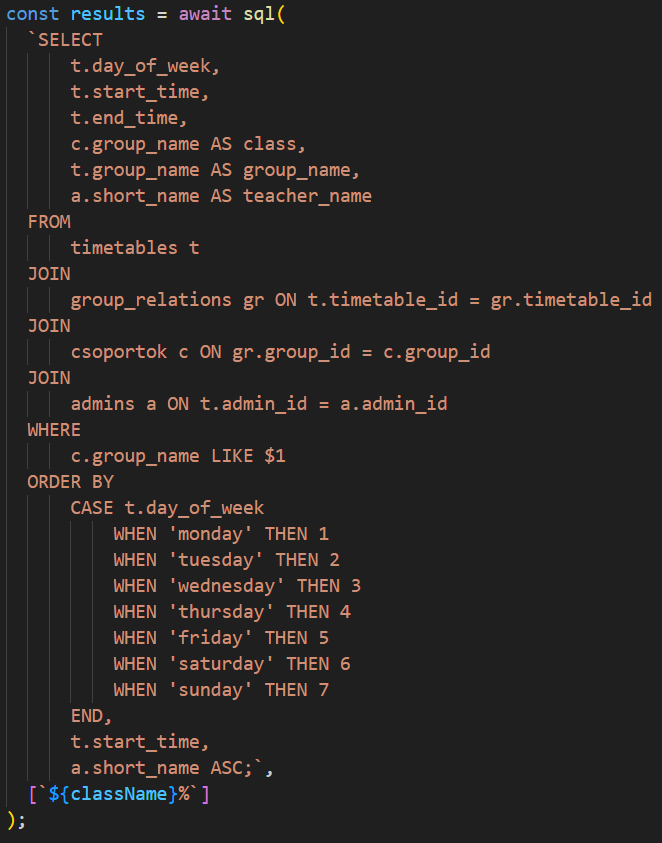 const results = await sql(
`SELECT
t.day_of_week,
t.start_time,
t.end_time,
c.group_name AS class,
t.group_name AS group_name,
a.short_name AS teacher_name
FROM
timetables t
JOIN
group_relations gr ON t.timetable_id = gr.timetable_id
JOIN
csoportok c ON gr.group_id = c.group_id
JOIN
admins a ON t.admin_id = a.admin_id
WHERE
c.group_name LIKE $1
ORDER BY
CASE t.day_of_week
WHEN 'monday' THEN 1
WHEN 'tuesday' THEN 2
WHEN 'wednesday' THEN 3
WHEN 'thursday' THEN 4
WHEN 'friday' THEN 5
WHEN 'saturday' THEN 6
WHEN 'sunday' THEN 7
END,
t.start_time,
a.short_name ASC;`,
[`${className}%`]
);